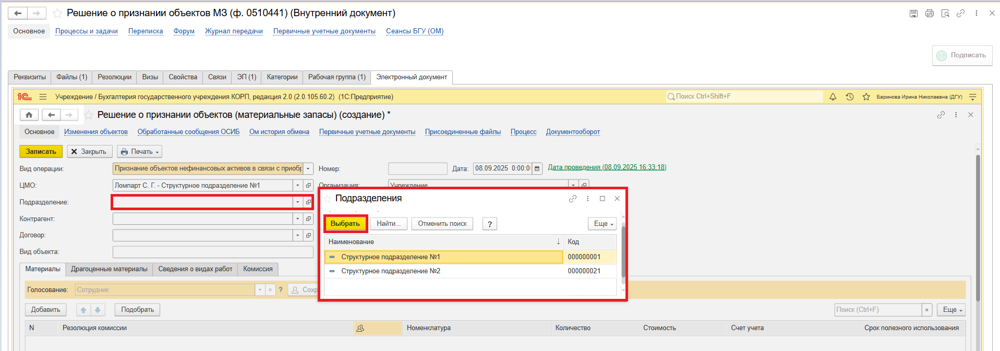 Решение о признании объектов МЗ (ф. 0510441) (Внутренний документ)
Основное Процессы и задачи Переписка Форум Журнал передачи Первичные учетные документы Сеансы БГУ (ОМ)
Подписать
Реквизиты Файлы (1) Резолюции Визы Свойства Связи ЭП (1) Категории Рабочая группа (1) Электронный документ
1С Учреждение / Бухгалтерия государственного учреждения КОРП, редакция 2.0 (2.0.105.60.2) (1С:Предприятие) Поиск Ctrl+Shift+F Баринова Ирина Николаевна (ДГУ)
Решение о признании объектов (материальные запасы) (создание) *
Основное Изменения объектов Обработанные сообщения ОСИБ Ом история обмена Первичные учетные документы Присоединенные файлы Процесс Документооборот
Записать Закрыть Печать
Вид операции: Признание объектов нефинансовых активов в связи с приобр Номер: Дата: 08.09.2025 0:00:0 Дата проведения (08.09.2025 16:33:18)
ЦМО: Ломпарт С. Г. - Структурное подразделение №1 Организация: Учреждение
Подразделение:
Контрагент:
Договор:
Вид объекта:
Подразделения
Выбрать Найти... Отменить поиск ? Еще
Наименование ↓ Код
Структурное подразделение №1 000000001
Структурное подразделение №2 000000021
Материалы Драгоценные материалы Сведения о видах работ Комиссия
Голосование: Сотрудник × ? Сохр
Добавить Подобрать Поиск (Ctrl+F) × Еще
N Резолюция комиссии Номенклатура Количество Стоимость Счет учета Срок полезного использования